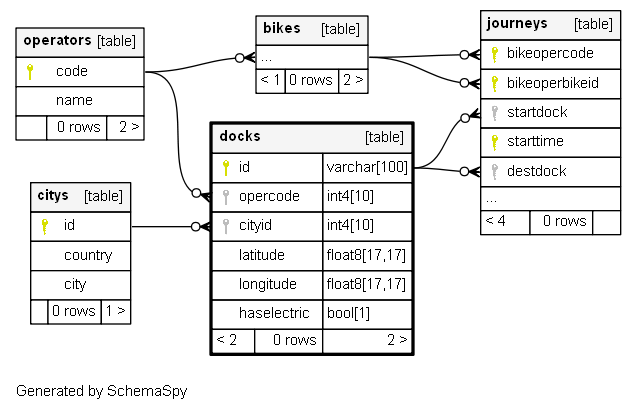 operators [table]
code
name
0 rows 2 >
citys [table]
id
country
city
0 rows 1 >
bikes [table]
...
< 1 0 rows 2 >
docks [table]
id varchar[100]
opercode int4[10]
cityid int4[10]
latitude float8[17,17]
longitude float8[17,17]
haselectric bool[1]
< 2 0 rows 2 >
journeys [table]
bikeopercode
bikeoperbikeid
startdock
starttime
destdock
...
< 4 0 rows
Generated by SchemaSpy